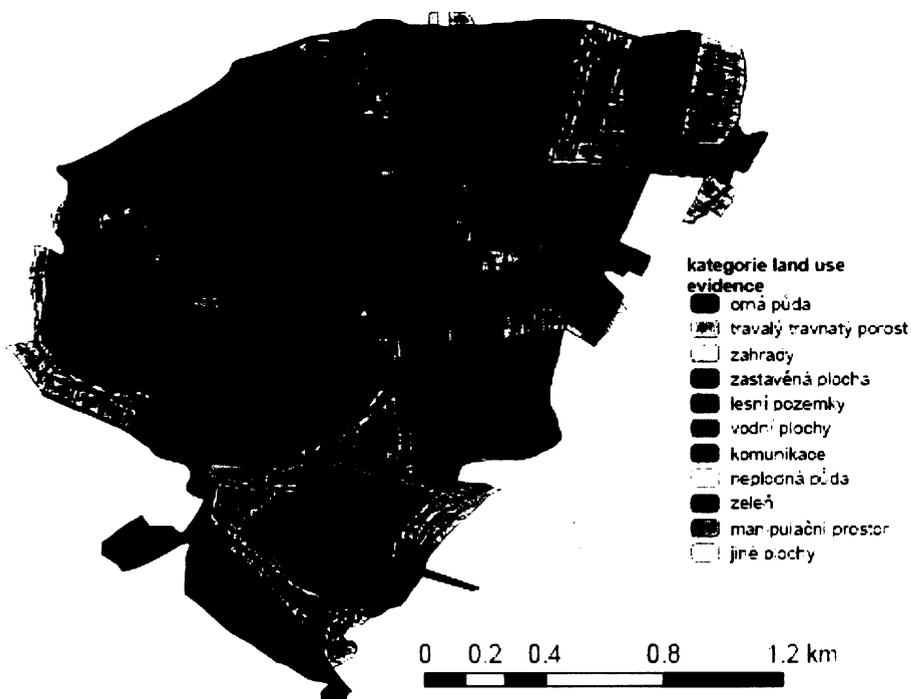 kategorie land use
evidence
orná půda
travalý travnatý porost
zahrady
zastavěná plocha
lesní pozemky
vodní plochy
komunikace
neplodná půda
zeleň
manipulační prostor
jiné plochy
0 0.2 0.4 0.8 1.2 km